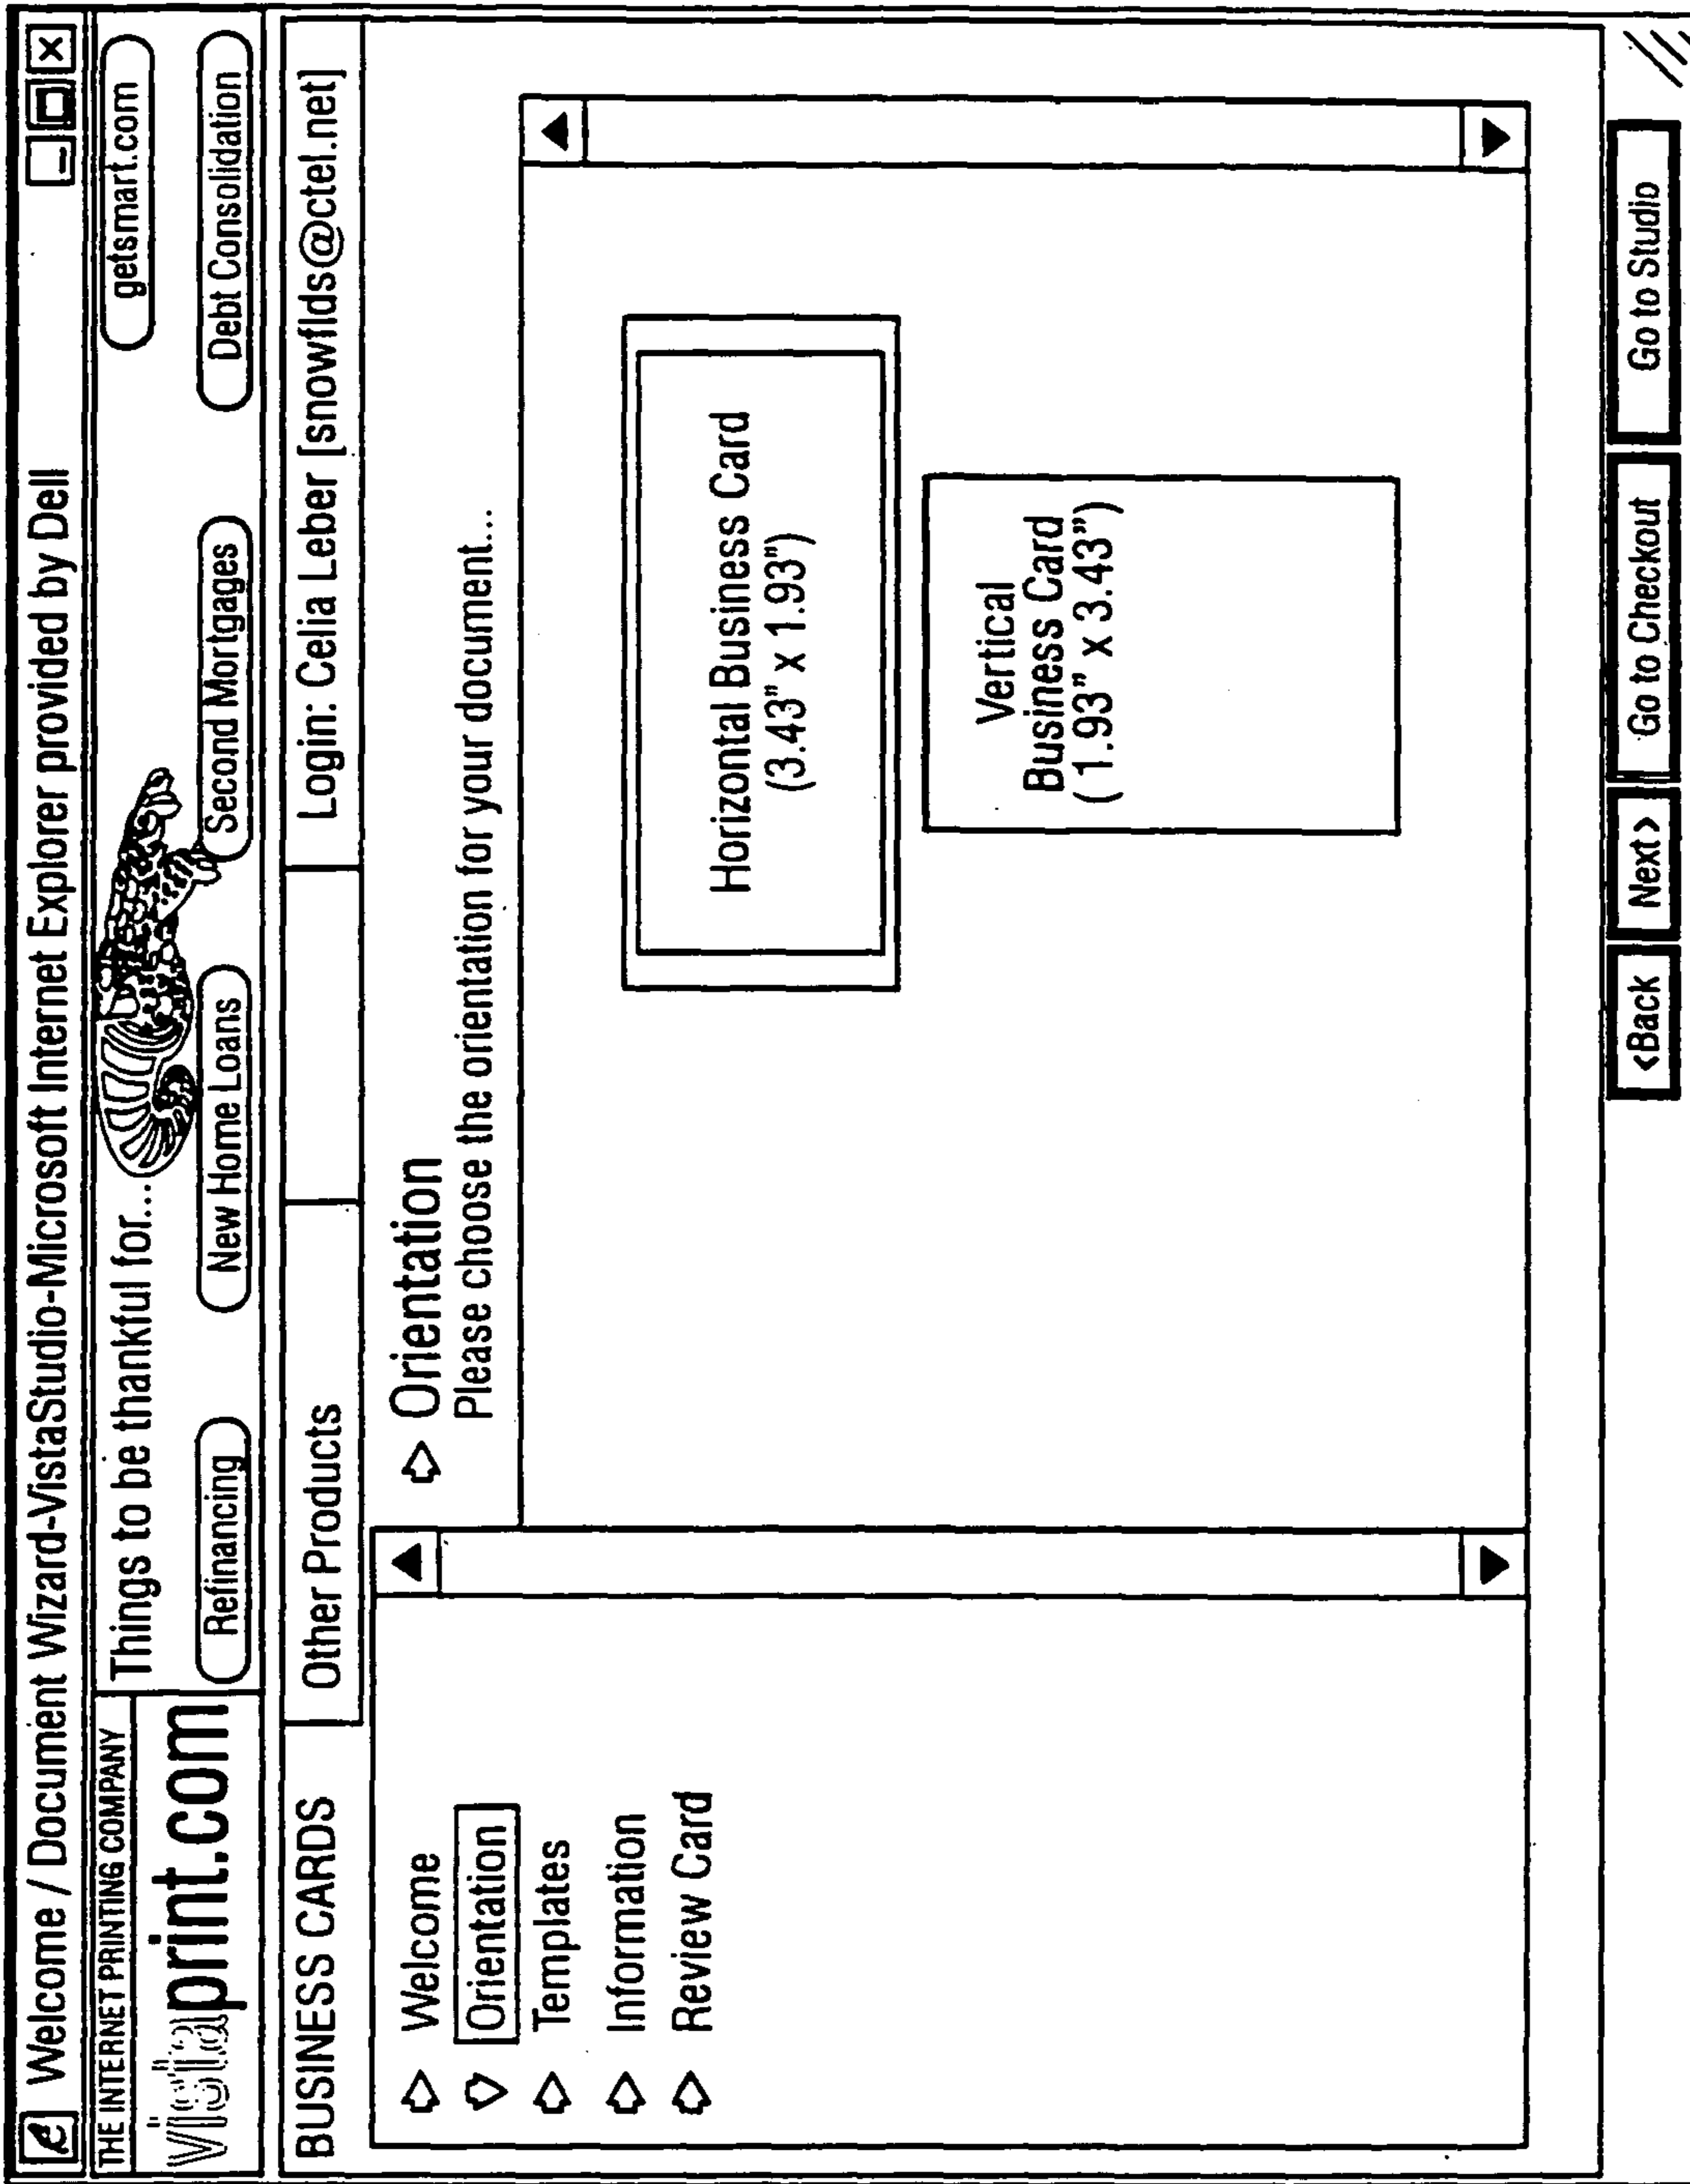 Welcome / Document Wizard-VistaStudio-Microsoft Internet Explorer provided by Dell
THE INTERNET PRINTING COMPANY
vistaprint.com
Things to be thankful for...
getsmart.com
Refinancing
New Home Loans
Second Mortgages
Debt Consolidation
BUSINESS CARDS
Other Products
Login: Celia Leber [snowflds@ctel.net]
Welcome
Orientation
Templates
Information
Review Card
Orientation
Please choose the orientation for your document...
Horizontal Business Card
(3.43" x 1.93")
Vertical
Business Card
(1.93" x 3.43")
<Back
Next>
Go to Checkout
Go to Studio